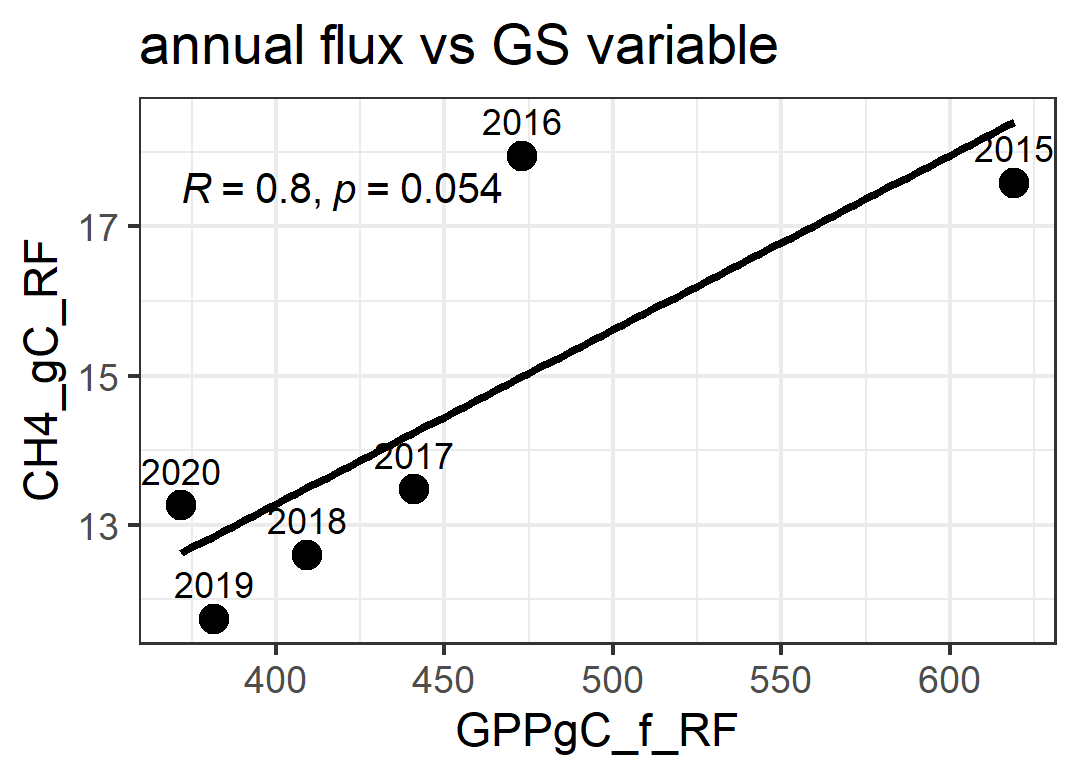 annual flux vs GS variable
2016
2015
R = 0.8, p = 0.054
17
CH4_gC_RF
15
2017
2020
2018
13
2019
400 450 500 550 600
GPPgC_f_RF